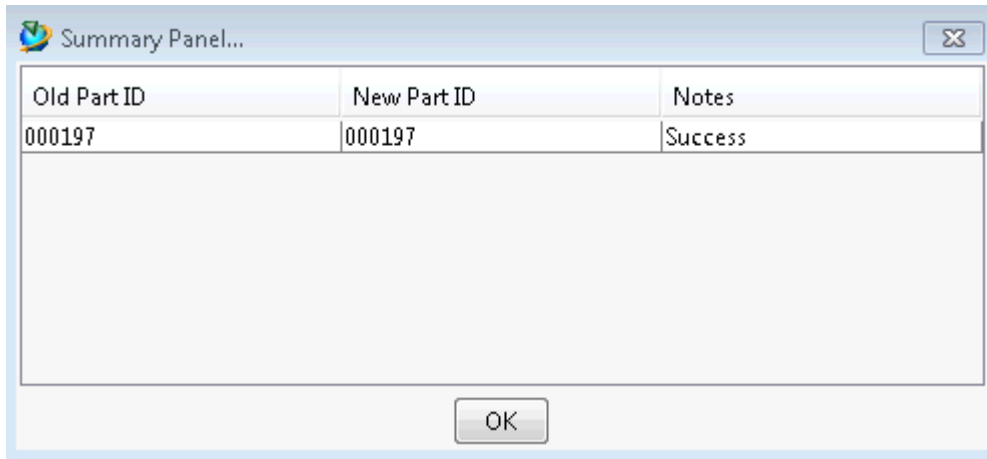 Summary Panel...
Old Part ID New Part ID Notes
000197 000197 Success
OK